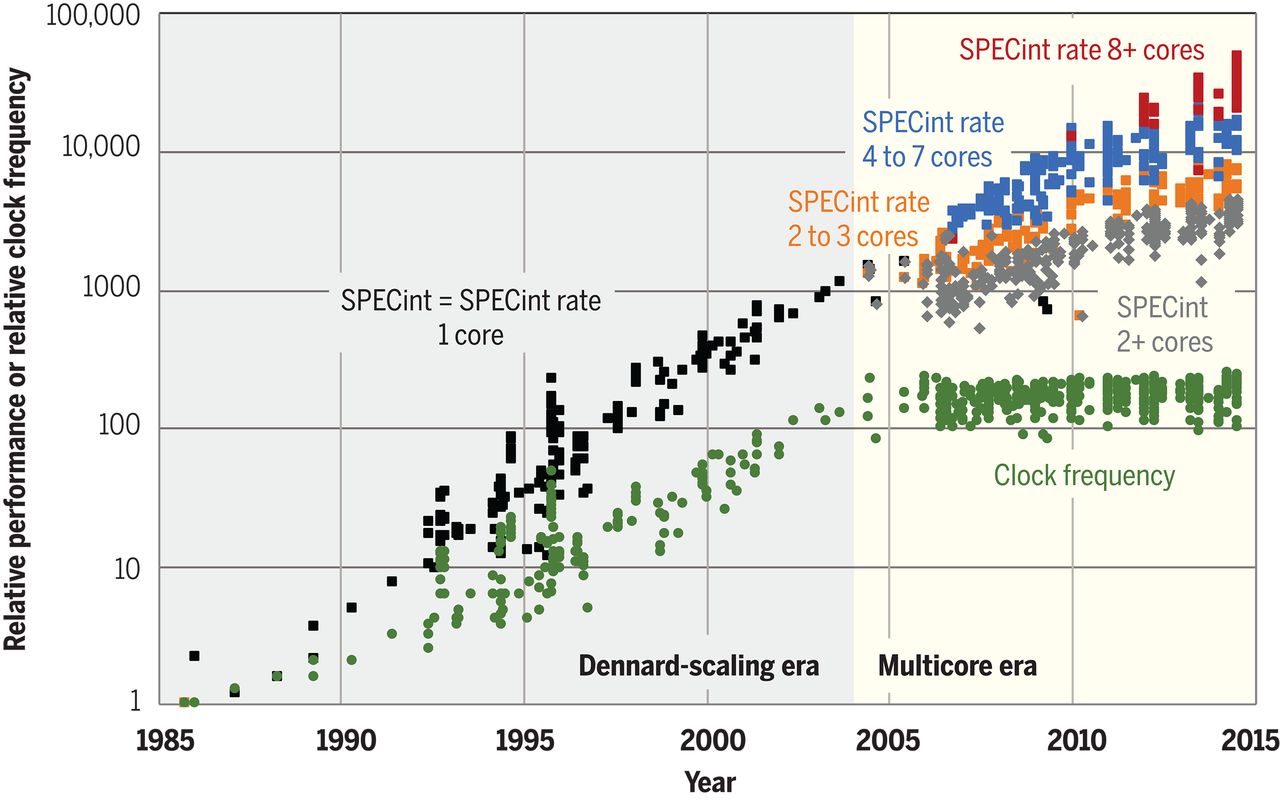 Relative performance or relative clock frequency
100,000
10,000
1000
100
10
1
SPECint rate 8+ cores
SPECint rate
4 to 7 cores
SPECint rate
2 to 3 cores
SPECint = SPECint rate
1 core
SPECint
2+ cores
Clock frequency
Dennard-scaling era
Multicore era
1985
1990
1995
2000
2005
2010
2015
Year